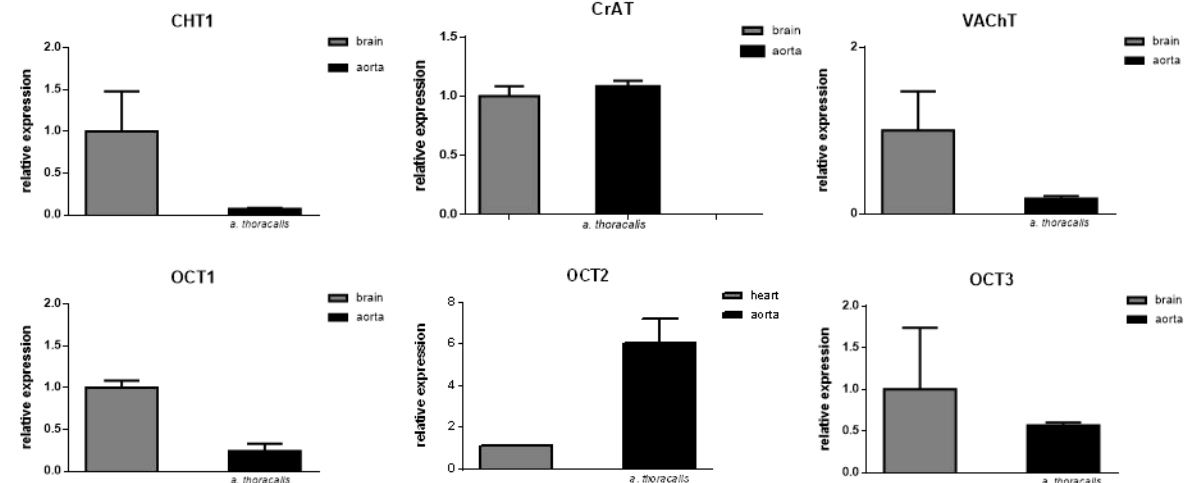 CHT1
relative expression
2.0
1.5
1.0
0.5
0.0
brain
aorta
a. thoracalis
CrAT
relative expression
1.5
1.0
0.5
0.0
brain
aorta
a. thoracalis
VAChT
relative expression
2
1
0
brain
aorta
a. thoracalis
OCT1
relative expression
2.0
1.5
1.0
0.5
0.0
brain
aorta
a. thoracalis
OCT2
relative expression
8
6
4
2
0
heart
aorta
a. thoracalis
OCT3
relative expression
2.0
1.5
1.0
0.5
0.0
brain
aorta
a. thoracalis